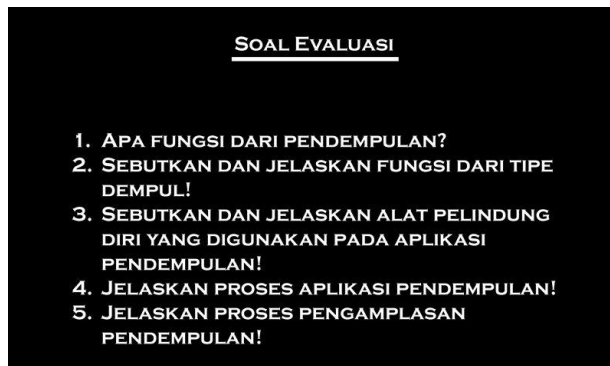 Soal Evaluasi
1. Apa fungsi dari pendempulan?
2. Sebutkan dan jelaskan fungsi dari tipe
dempul!
3. Sebutkan dan jelaskan alat pelindung
diri yang digunakan pada aplikasi
pendempulan!
4. Jelaskan proses aplikasi pendempulan!
5. Jelaskan proses pengamplasan
pendempulan!